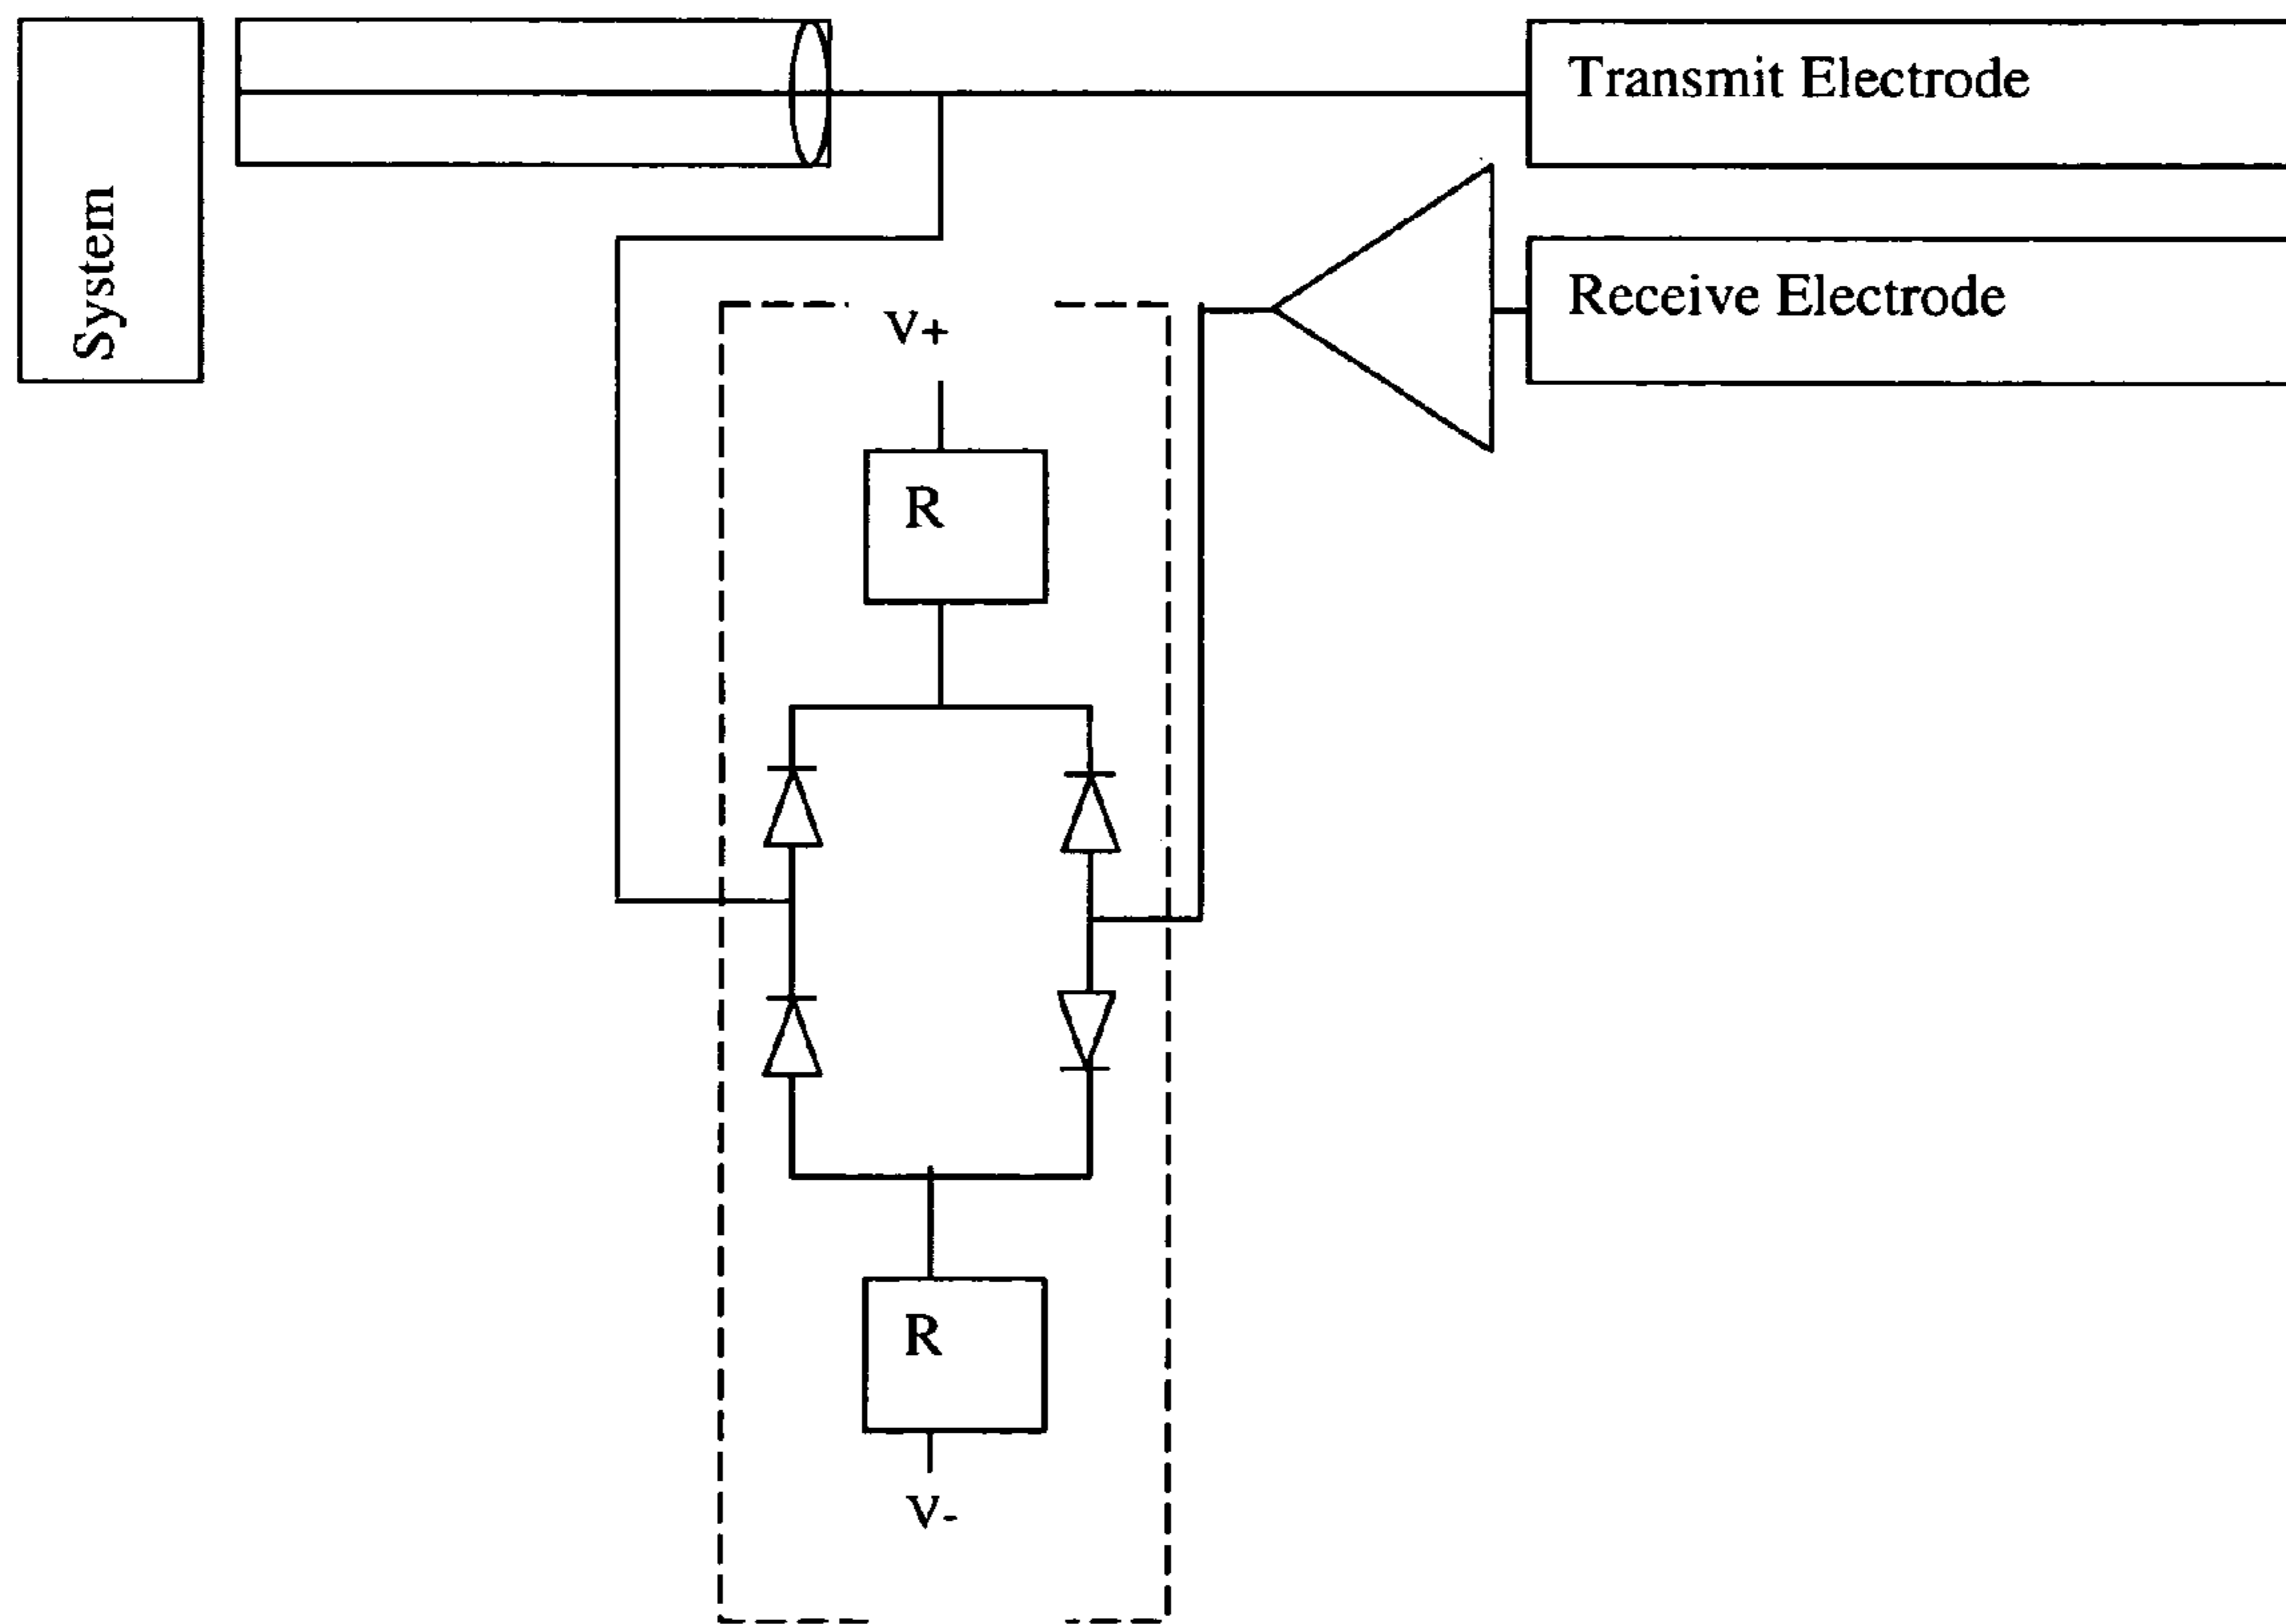 System
Transmit Electrode
Receive Electrode
V+
R
R
V-